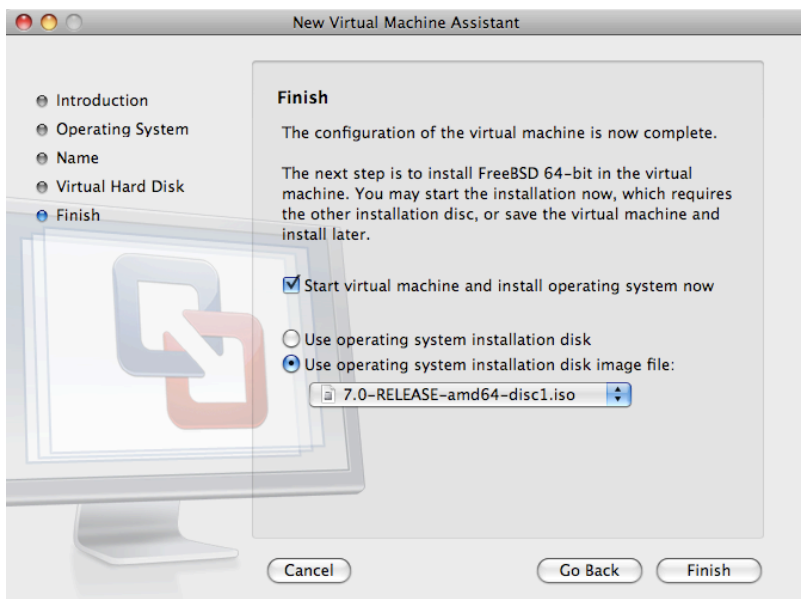 New Virtual Machine Assistant
Introduction
Operating System
Name
Virtual Hard Disk
Finish
Finish
The configuration of the virtual machine is now complete.
The next step is to install FreeBSD 64-bit in the virtual
machine. You may start the installation now, which requires
the other installation disc, or save the virtual machine and
install later.
Start virtual machine and install operating system now
Use operating system installation disk
Use operating system installation disk image file:
7.0-RELEASE-amd64-disc1.iso
Cancel
Go Back
Finish